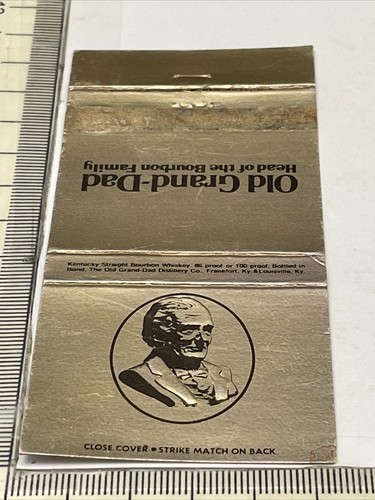 Old Grand-Dad
Head of the Bourbon Family
Kentucky Straight Bourbon Whiskey. 86 proof or 100 proof. Bottled in
Bond, The Old Grand-Dad Distillery Co., Frankfort, Ky & Louisville, Ky.
CLOSE COVER • STRIKE MATCH ON BACK